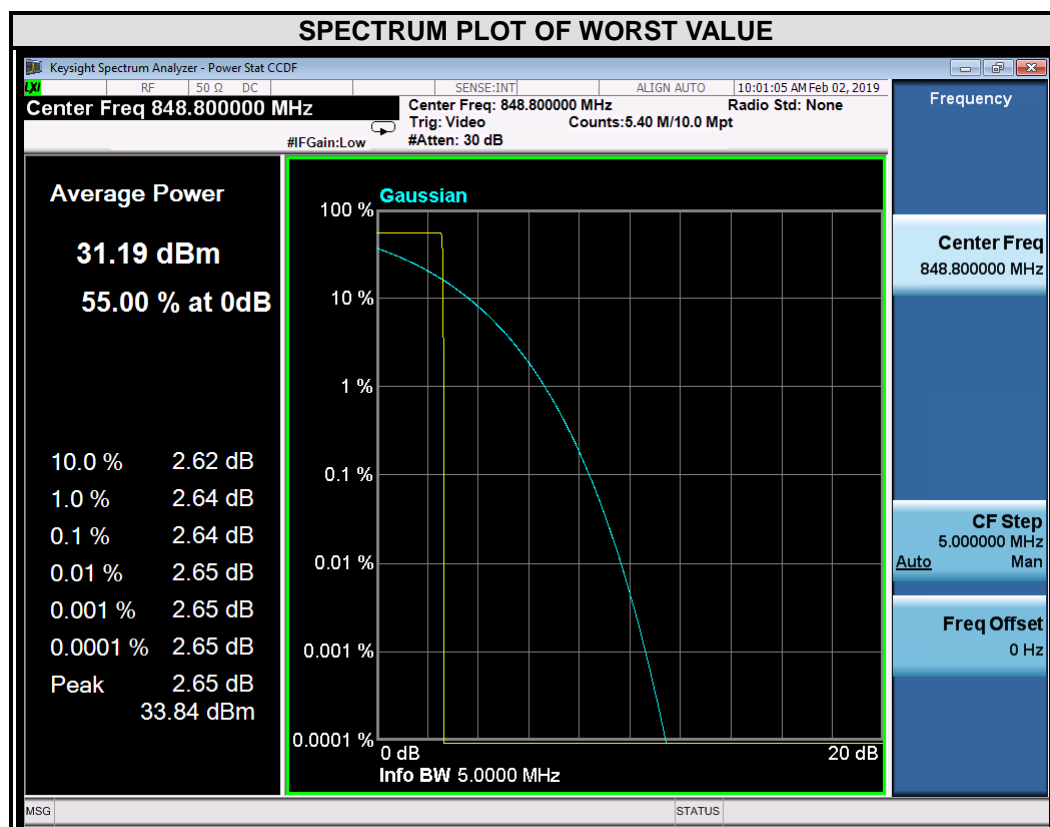 SPECTRUM PLOT OF WORST VALUE
Keysight Spectrum Analyzer - Power Stat CCDF
LXI RF 50 Ω DC SENSE:INT ALIGN AUTO 10:01:05 AM Feb 02, 2019
Center Freq 848.800000 MHz
Center Freq: 848.800000 MHz Radio Std: None
Trig: Video Counts:5.40 M/10.0 Mpt
#IFGain:Low #Atten: 30 dB
Average Power
31.19 dBm
55.00 % at 0dB
10.0 % 2.62 dB
1.0 % 2.64 dB
0.1 % 2.64 dB
0.01 % 2.65 dB
0.001 % 2.65 dB
0.0001 % 2.65 dB
Peak 2.65 dB
33.84 dBm
Gaussian
100 %
10 %
1 %
0.1 %
0.01 %
0.001 %
0.0001 %
0 dB 20 dB
Info BW 5.0000 MHz
Frequency
Center Freq
848.800000 MHz
CF Step
5.000000 MHz
Auto Man
Freq Offset
0 Hz
MSG STATUS